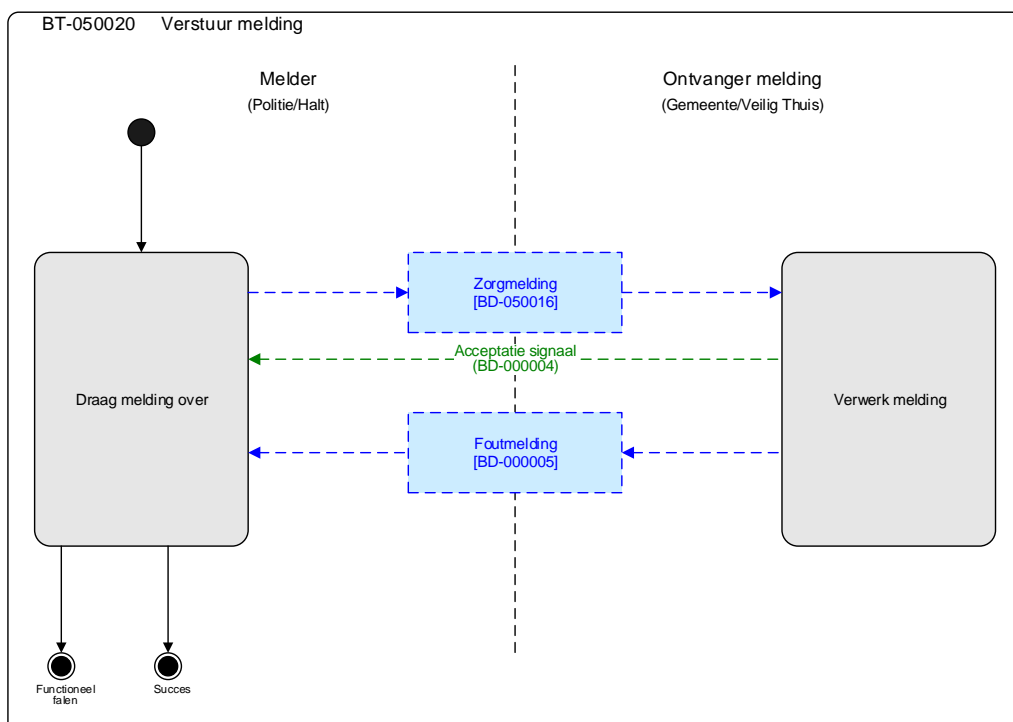 BT-050020 Verstuur melding
Melder
(Politie/Halt)
Ontvanger melding
(Gemeente/Veilig Thuis)
Zorgmelding
[BD-050016]
Acceptatie signaal
(BD-000004)
Draag melding over
Verwerk melding
Foutmelding
[BD-000005]
Functioneel
falen
Succes